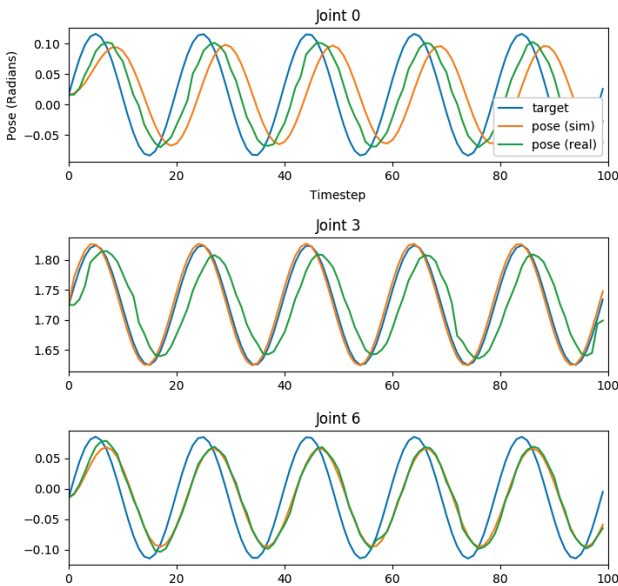 Joint 0
Pose (Radians)
0.10
0.05
0.00
−0.05
target
pose (sim)
pose (real)
0 20 40 60 80 100
Timestep
Joint 3
1.80
1.75
1.70
1.65
0 20 40 60 80 100
Joint 6
0.05
0.00
−0.05
−0.10
0 20 40 60 80 100